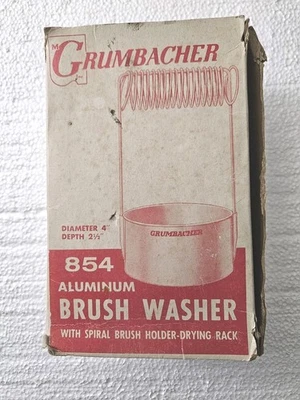 M GRUMBACHER
DIAMETER 4"
DEPTH 2½"
GRUMBACHER
854
ALUMINUM
BRUSH WASHER
WITH SPIRAL BRUSH HOLDER-DRYING RACK